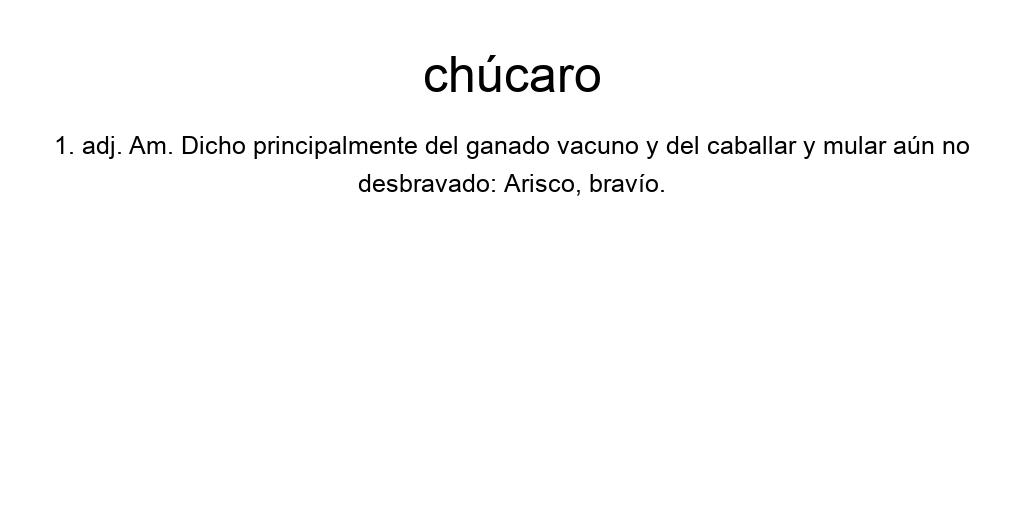 chúcaro
1. adj. Am. Dicho principalmente del ganado vacuno y del caballar y mular aún no
desbravado: Arisco, bravío.